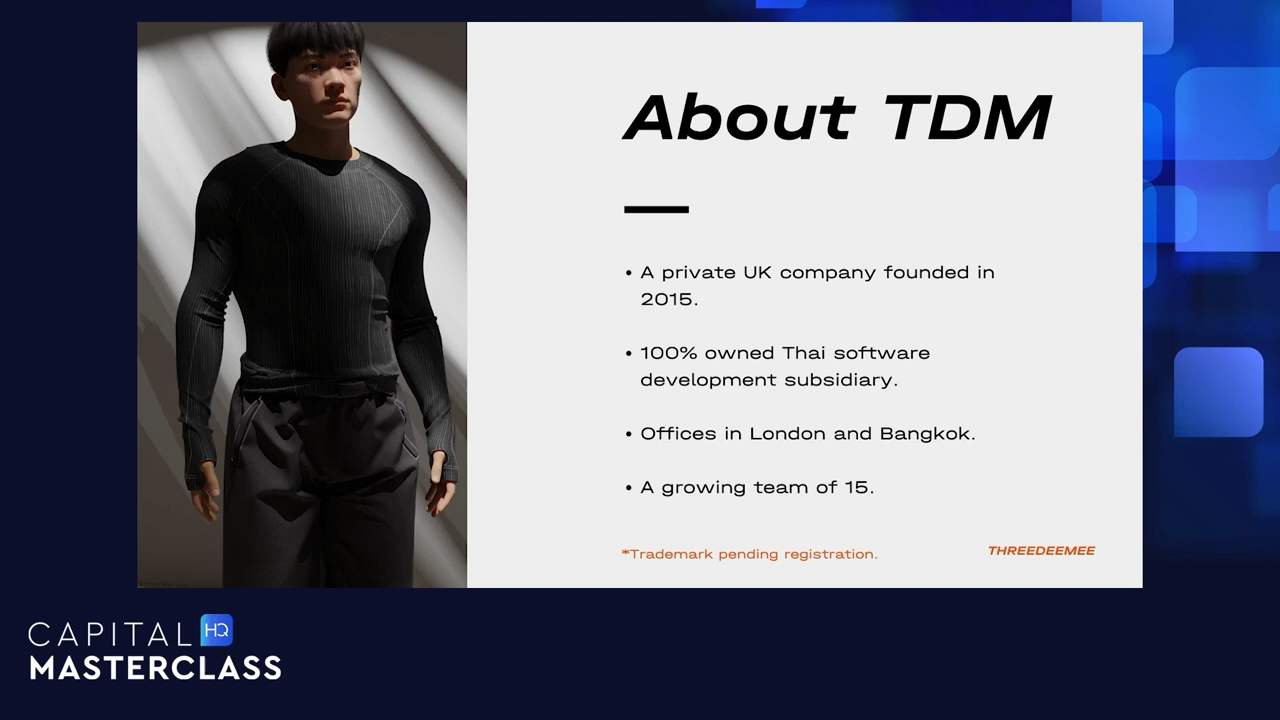 About TDM
• A private UK company founded in
2015.
• 100% owned Thai software
development subsidiary.
• Offices in London and Bangkok.
• A growing team of 15.
*Trademark pending registration.
THREEDEEMEE
CAPITAL HQ
MASTERCLASS